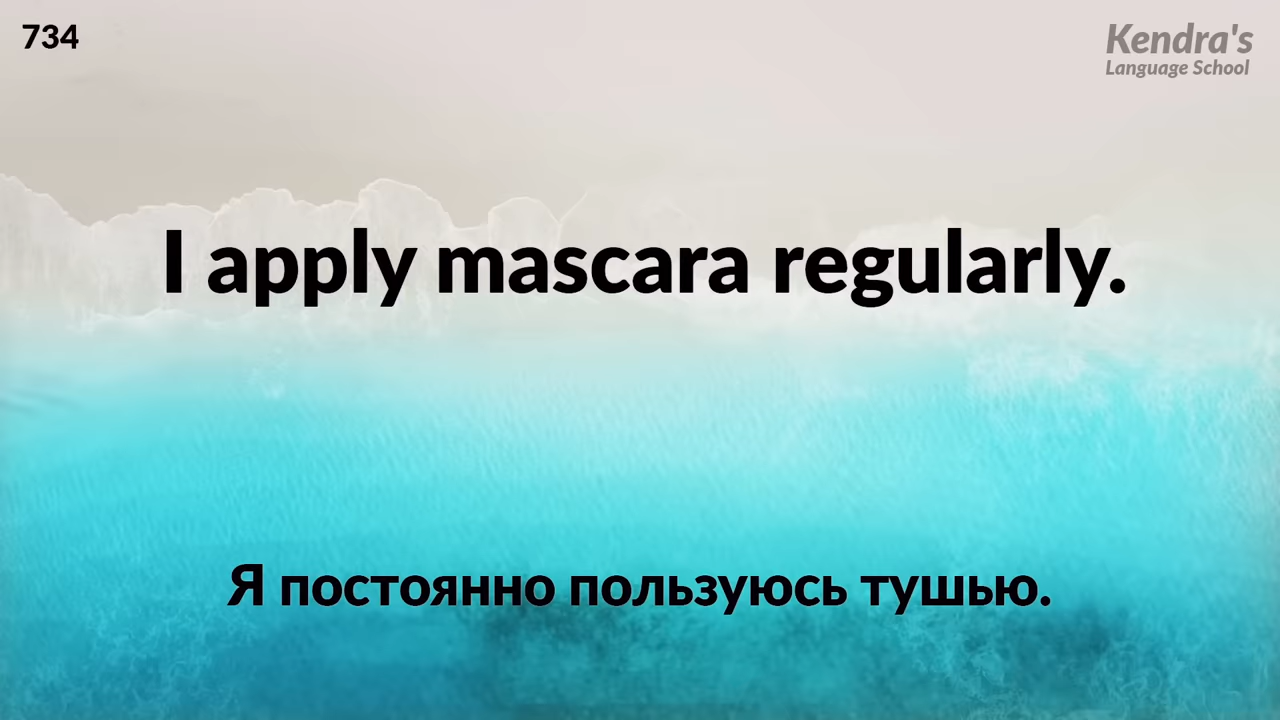 734
Kendra's
Language School
I apply mascara regularly.
Я постоянно пользуюсь тушью.